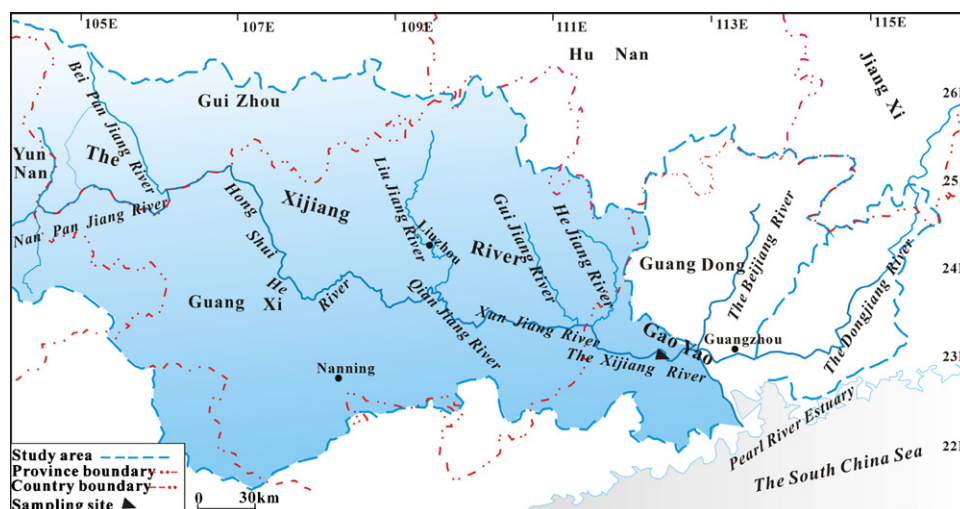 105E 107E 109E 111E 113E 115E
Hu Nan
Jiang Xi
26N
Bei Pan Jiang River
Gui Zhou
Yun Nan
The
Xijiang
River
25N
Nan Pan Jiang River
Hong Shui He River
Liu Jiang River
Liuzhou
Gui Jiang River
He Jiang River
Guang Dong
The Beijiang River
The Dongjiang River
24N
Guang Xi
Qian Jiang River
Xun Jiang River
Gao Yao
Guangzhou
The Xijiang River
23N
Nanning
Pearl River Estuary
22N
The South China Sea
Study area
Province boundary
Country boundary
Sampling site
0 30km